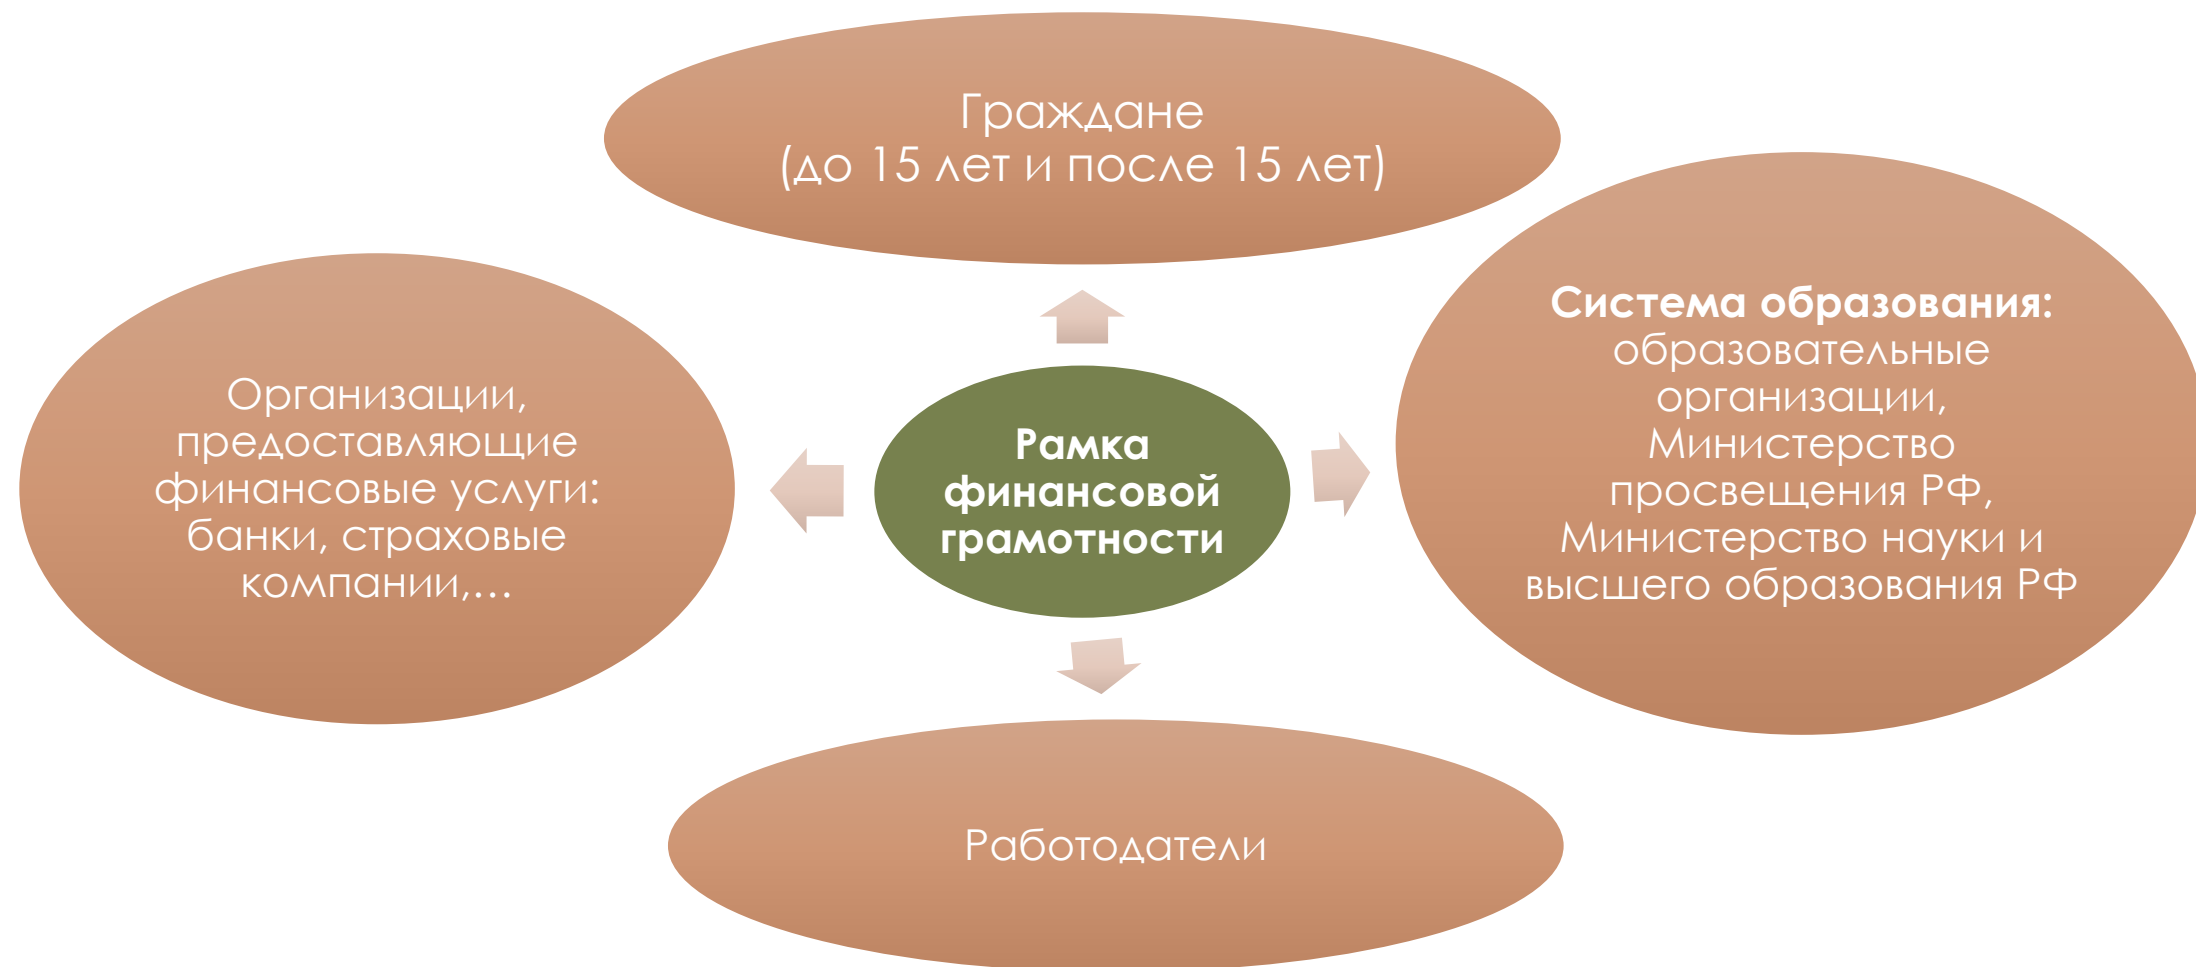 Граждане
(до 15 лет и после 15 лет)
Система образования:
образовательные
организации,
Министерство
просвещения РФ,
Министерство науки и
высшего образования РФ
Организации,
предоставляющие
финансовые услуги:
банки, страховые
компании,…
Рамка
финансовой
грамотности
Работодатели